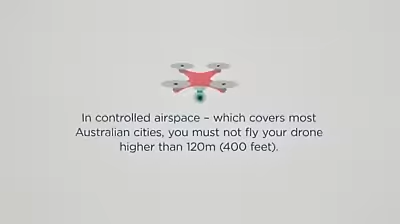 In controlled airspace – which covers most
Australian cities, you must not fly your drone
higher than 120m (400 feet).